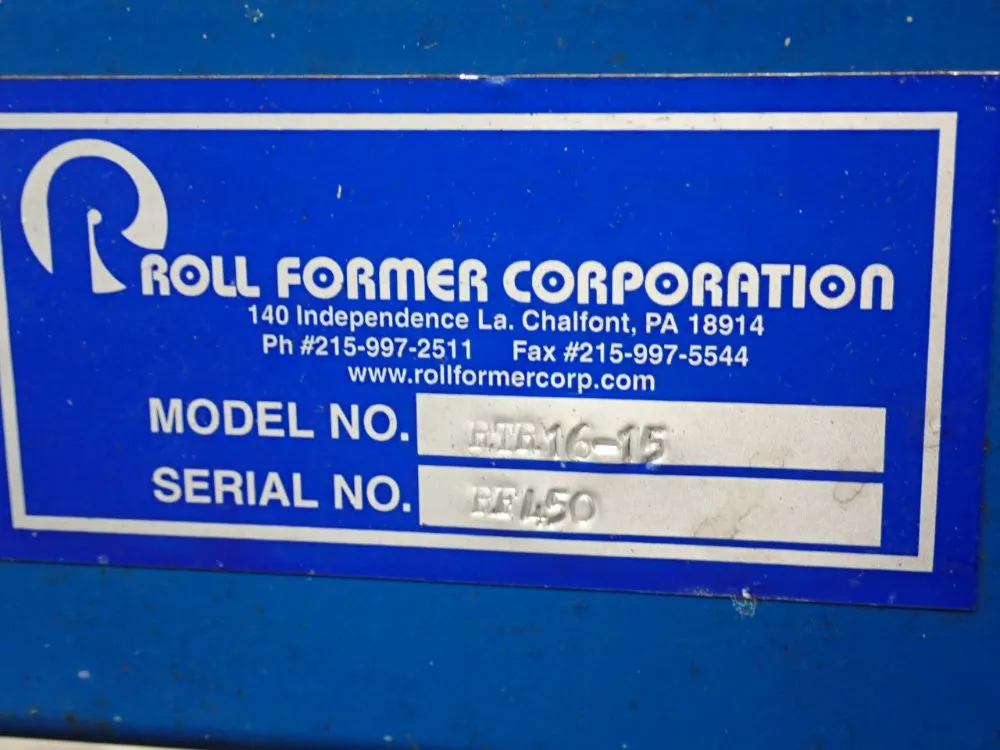 ROLL FORMER CORPORATION
140 Independence La. Chalfont, PA 18914
Ph #215-997-2511 Fax #215-997-5544
www.rollformercorp.com
MODEL NO. RTR16-15
SERIAL NO. RF450